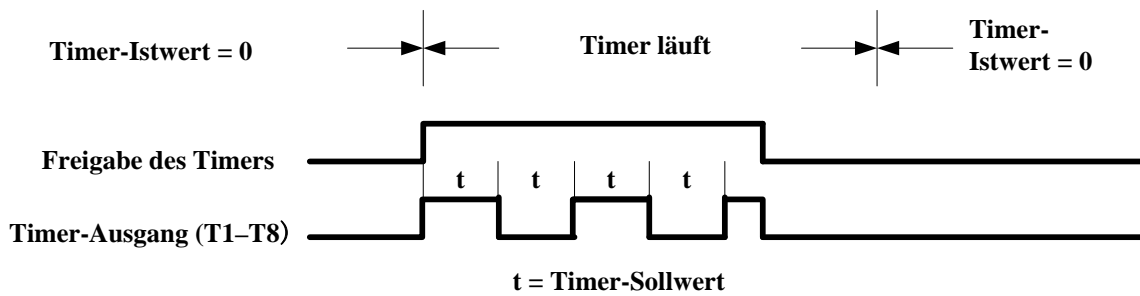 Timer-Istwert = 0
Timer läuft
Timer-
Istwert = 0
Freigabe des Timers
t t t t
Timer-Ausgang (T1–T8）
t = Timer-Sollwert